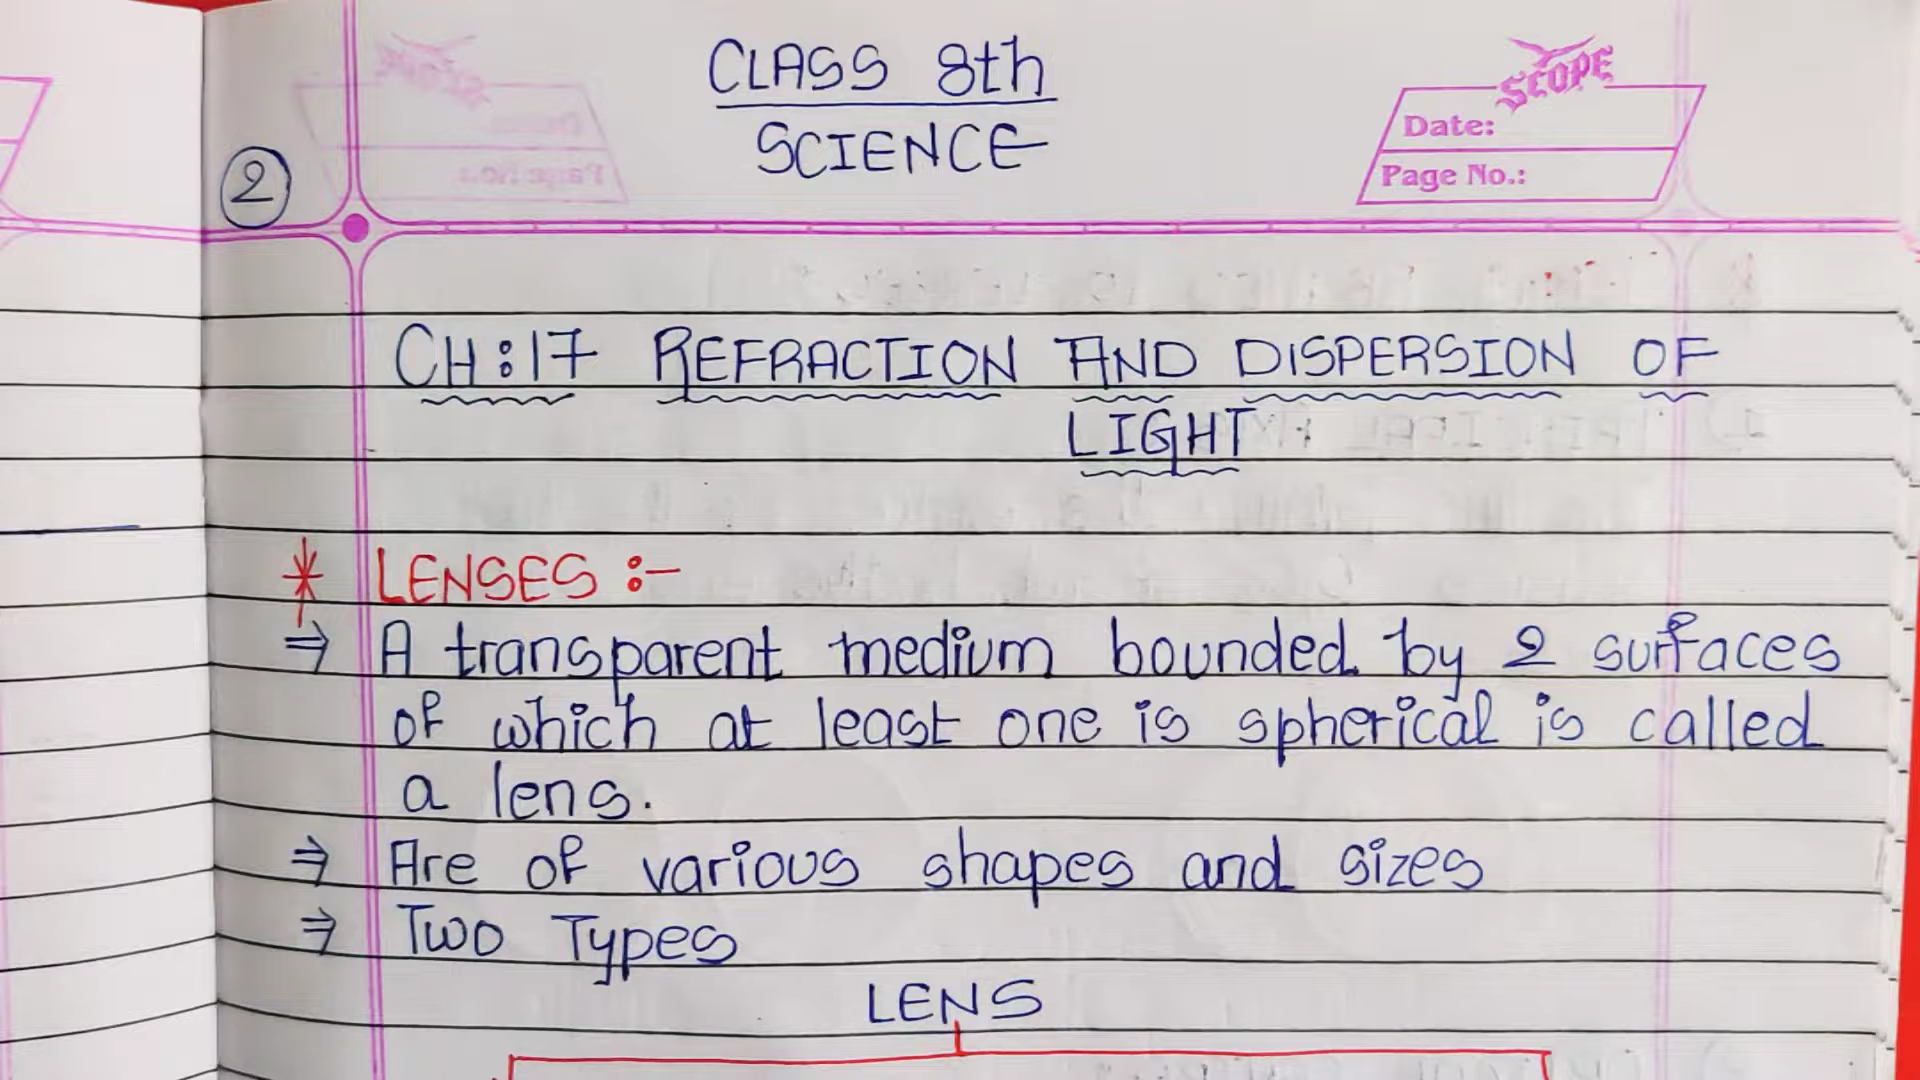 CLASS 8th
SCIENCE
SCOPE
Date:
Page No.:
2
CH:17 REFRACTION AND DISPERSION OF
LIGHT
* LENSES :-
⇒ A transparent medium bounded by 2 surfaces
of which at least one is spherical is called
a lens.
⇒ Are of various shapes and sizes
⇒ Two Types
LENS